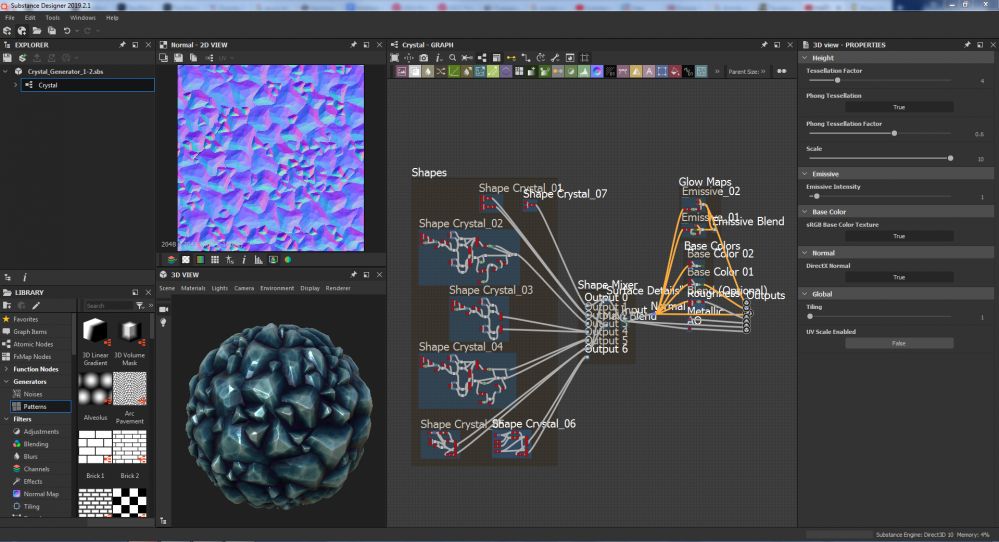 Substance Designer 2019.2.1
File Edit Tools Windows Help
EXPLORER
Crystal_Generator_1-2.sbs
Crystal
Normal - 2D VIEW
UV
3D VIEW
Scene Materials Lights Camera Environment Display Renderer
LIBRARY
Search
Favorites
Graph Items
Atomic Nodes
FxMap Nodes
Function Nodes
Generators
Noises
Patterns
Filters
Adjustments
Blending
Blurs
Channels
Effects
Normal Map
Tiling
3D Linear Gradient
3D Volume Mask
Alveolus
Arc Pavement
Brick 1
Brick 2
Crystal - GRAPH
Parent Size:
Shapes
Shape Crystal_01
Shape Crystal_07
Shape Crystal_02
Shape Crystal_03
Shape Crystal_04
Shape Crystal
Shape Crystal_06
Shape-Mixer
Output 0
Output 1
Output 4
Output 5
Output 6
Glow Maps
Emissive_02
Emissive_01
Emissive Blend
Base Colors
Base Color 02
Base Color 01
Surface Details
Blend (Optional)
Input Normal
Blend
Roughness
Metallic
AO
Outputs
3D view - PROPERTIES
Height
Tessellation Factor
4
Phong Tessellation
True
Phong Tessellation Factor
0.6
Scale
10
Emissive
Emissive Intensity
1
Base Color
sRGB Base Color Texture
True
Normal
DirectX Normal
True
Global
Tiling
1
UV Scale Enabled
False
Substance Engine: Direct3D 10 Memory: 4%